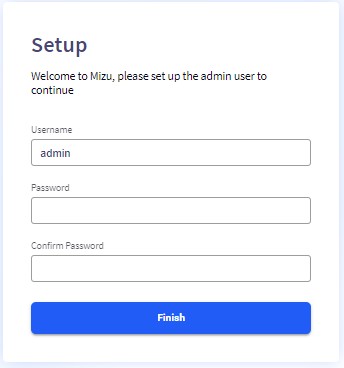 Setup
Welcome to Mizu, please set up the admin user to
continue
Username
admin
Password
Confirm Password
Finish